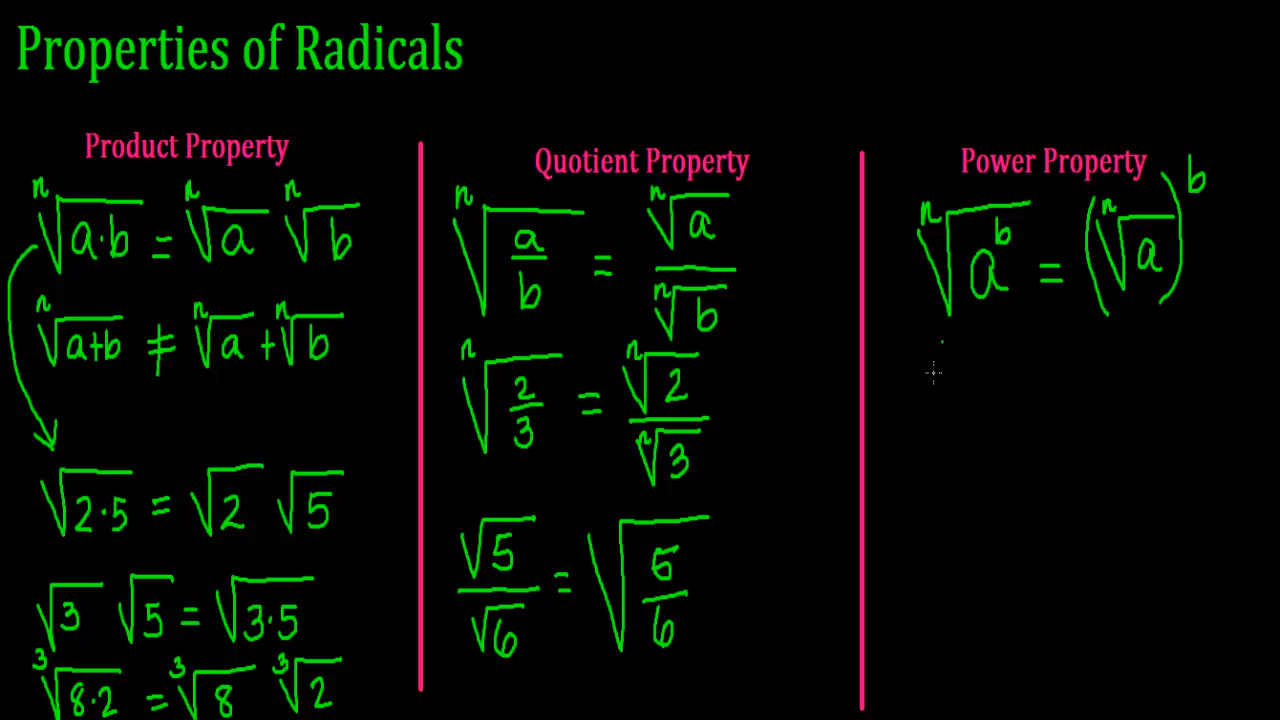 Properties of Radicals
Product Property
ⁿ√(a·b) = ⁿ√a ⁿ√b
ⁿ√(a+b) ≠ ⁿ√a + ⁿ√b
√(2·5) = √2 √5
√3 √5 = √(3·5)
³√(8·2) = ³√8 ³√2
Quotient Property
ⁿ√(a/b) = ⁿ√a / ⁿ√b
ⁿ√(2/3) = ⁿ√2 / ⁿ√3
√5 / √6 = √(5/6)
Power Property
ⁿ√(a^b) = (ⁿ√a)^b